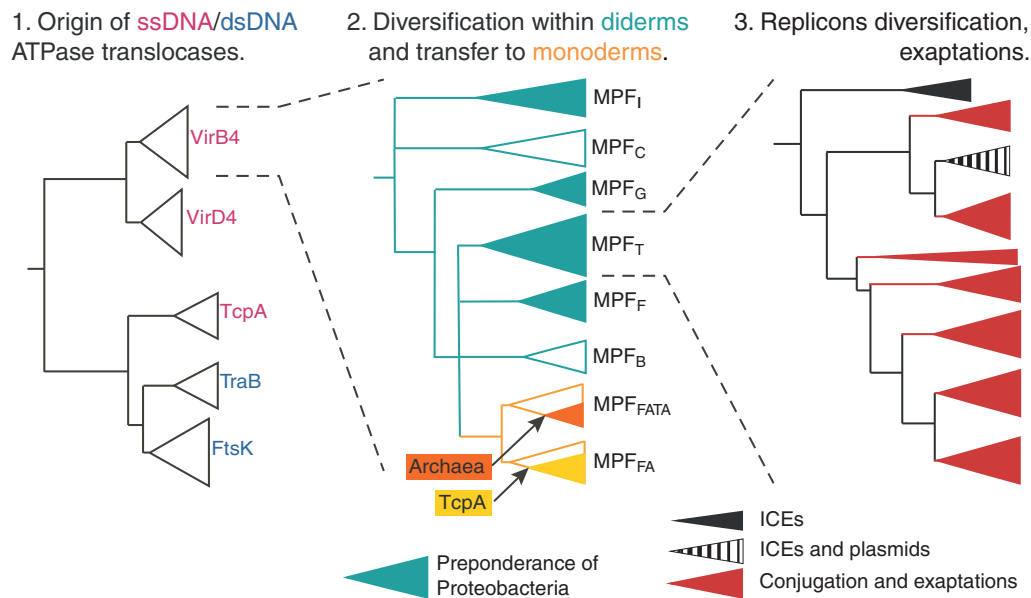 1. Origin of ssDNA/dsDNA
ATPase translocases.
2. Diversification within diderms
and transfer to monoderms.
3. Replicons diversification,
exaptations.
VirB4
VirD4
TcpA
TraB
FtsK
MPFI
MPFC
MPFG
MPFT
MPFF
MPFB
MPFFATA
MPFFA
Archaea
TcpA
Preponderance of
Proteobacteria
ICEs
ICEs and plasmids
Conjugation and exaptations